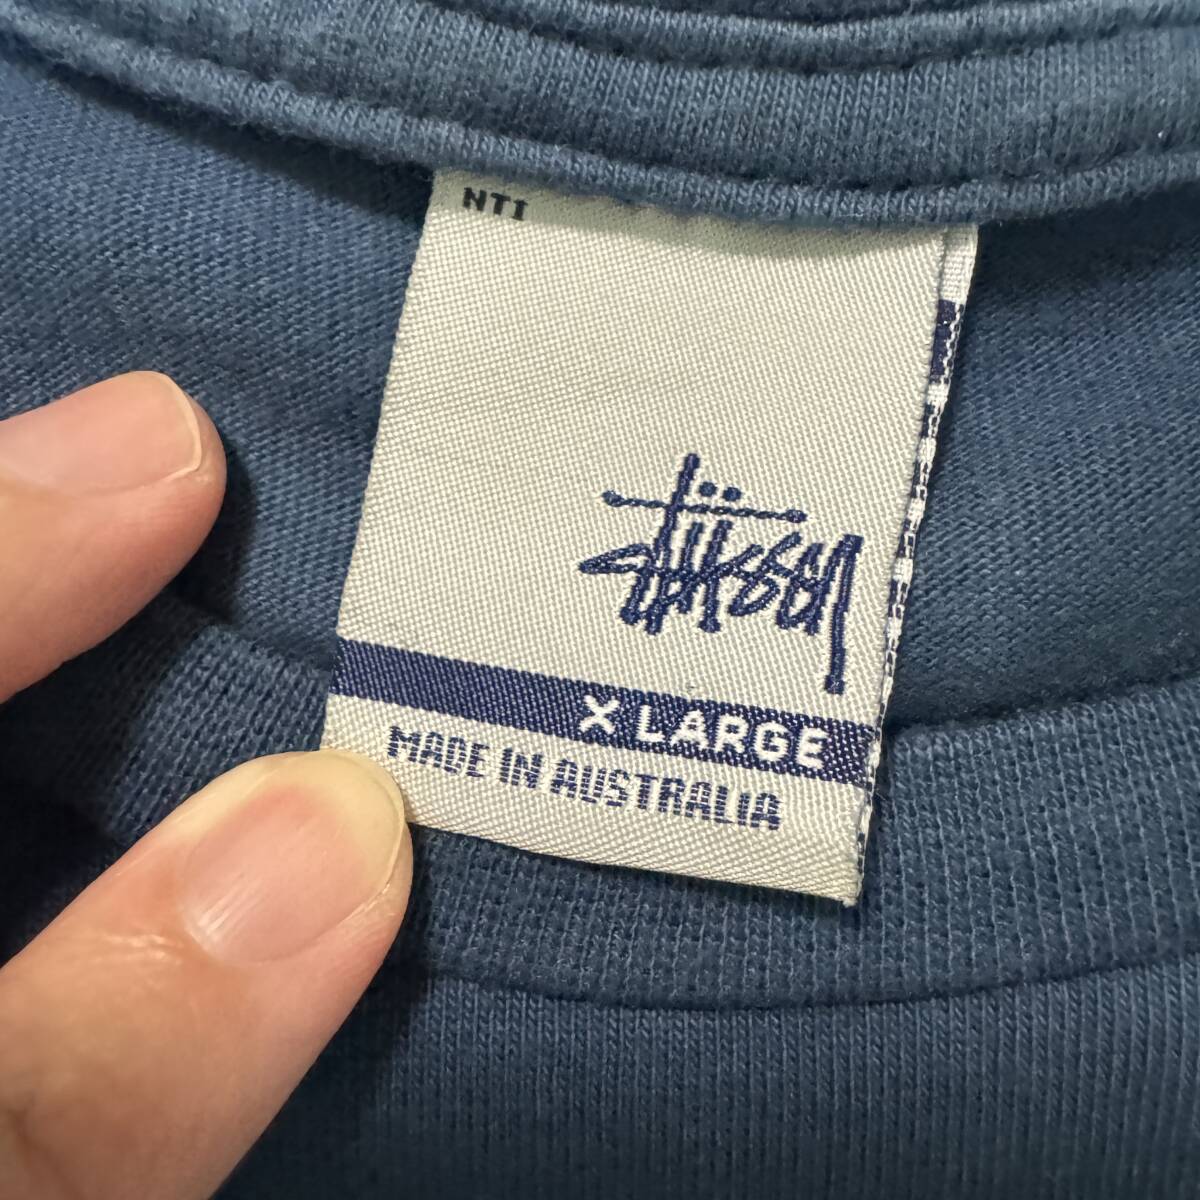 NTI
Stüssy
X LARGE
MADE IN AUSTRALIA